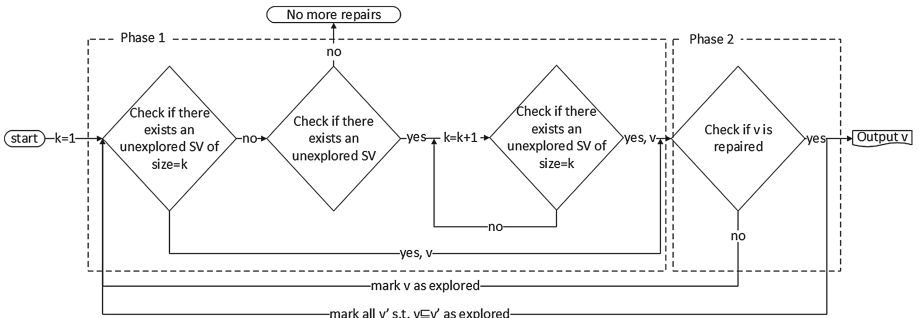 No more repairs
Phase 1
Phase 2
no
start
k=1
Check if there
exists an
unexplored SV of
size=k
no
Check if there
exists an
unexplored SV
yes
k=k+1
Check if there
exists an
unexplored SV of
size=k
yes, v
Check if v is
repaired
yes
Output v
no
no
yes, v
mark v as explored
mark all v' s.t. v⊑v' as explored